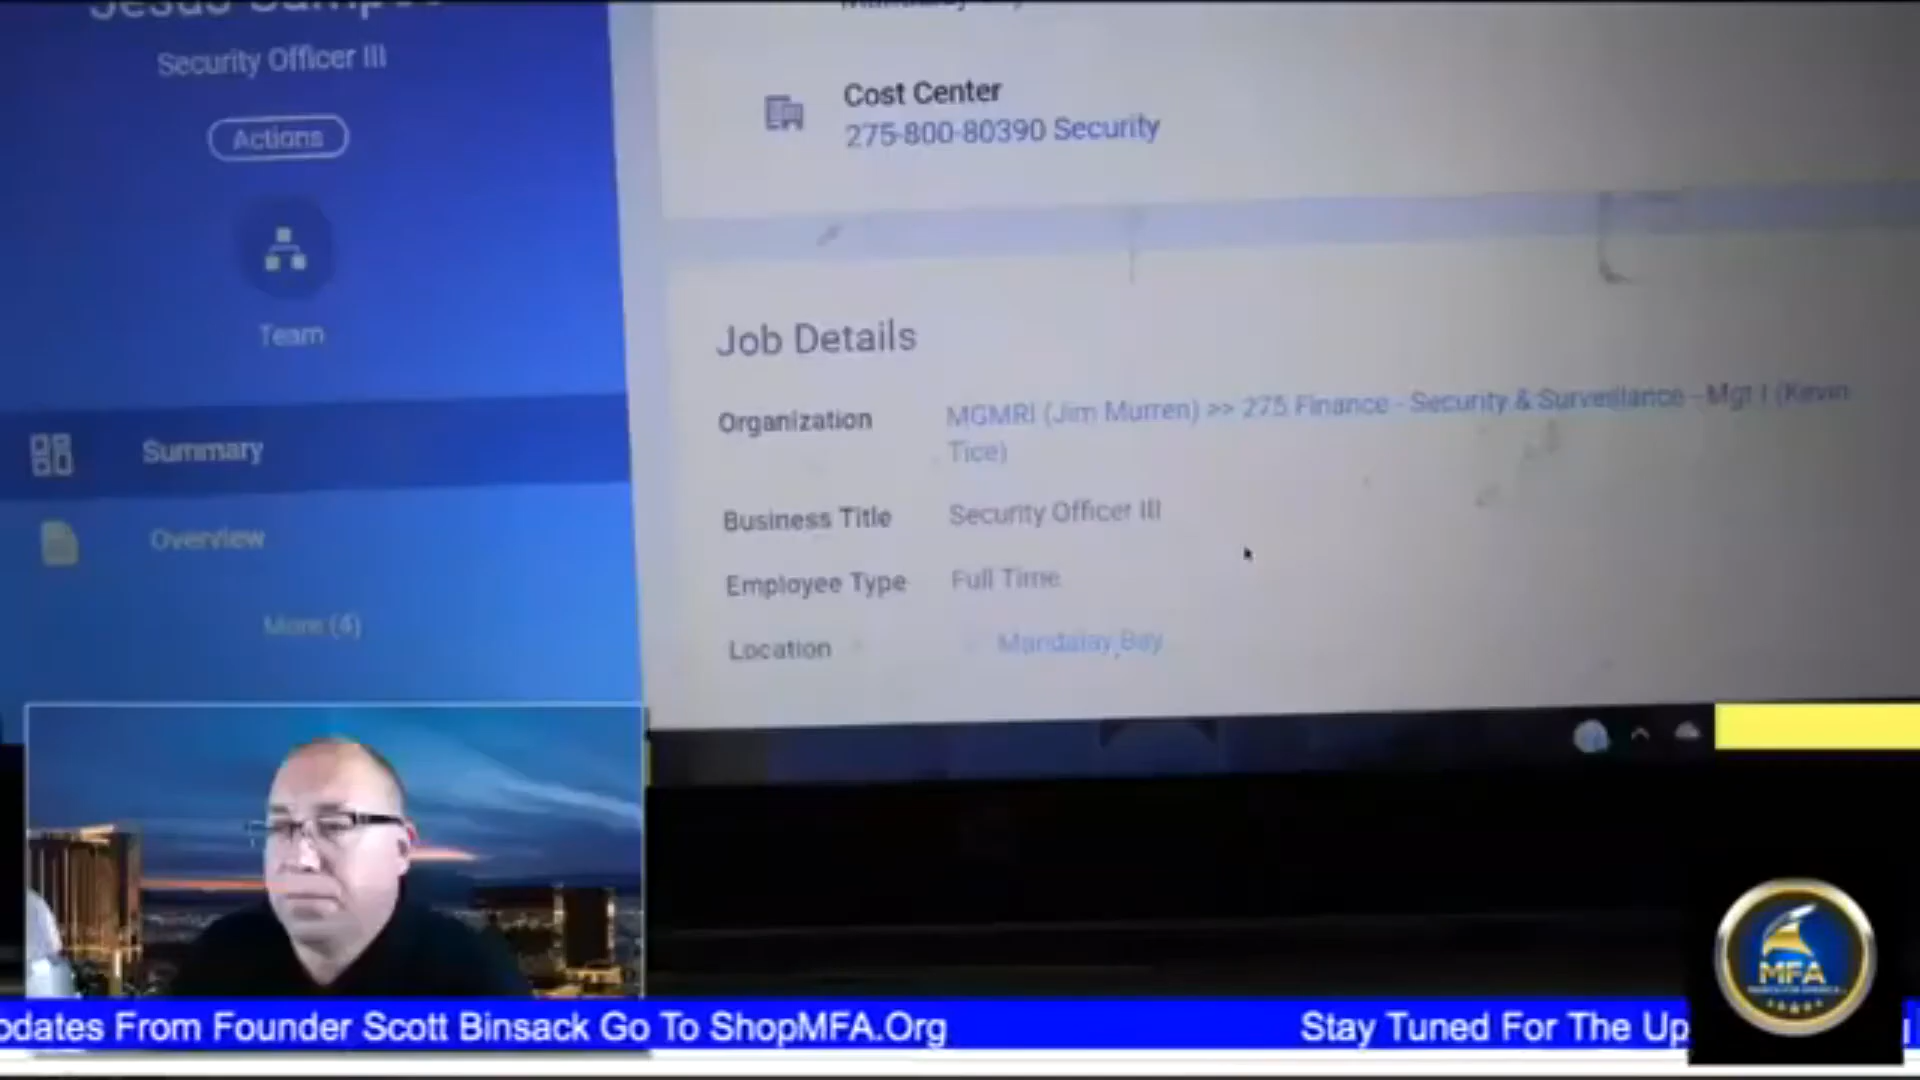 Security Officer III
Actions
Team
Summary
Overview
More (4)
Cost Center
275-800-80390 Security
Job Details
Organization
MGMRI (Jim Murren) >> 275 Finance - Security & Surveillance - Mgt I (Kevin
Tice)
Business Title
Security Officer III
Employee Type
Full Time
Location
Mandalay Bay
MFA
pdates From Founder Scott Binsack Go To ShopMFA.Org
Stay Tuned For The Up